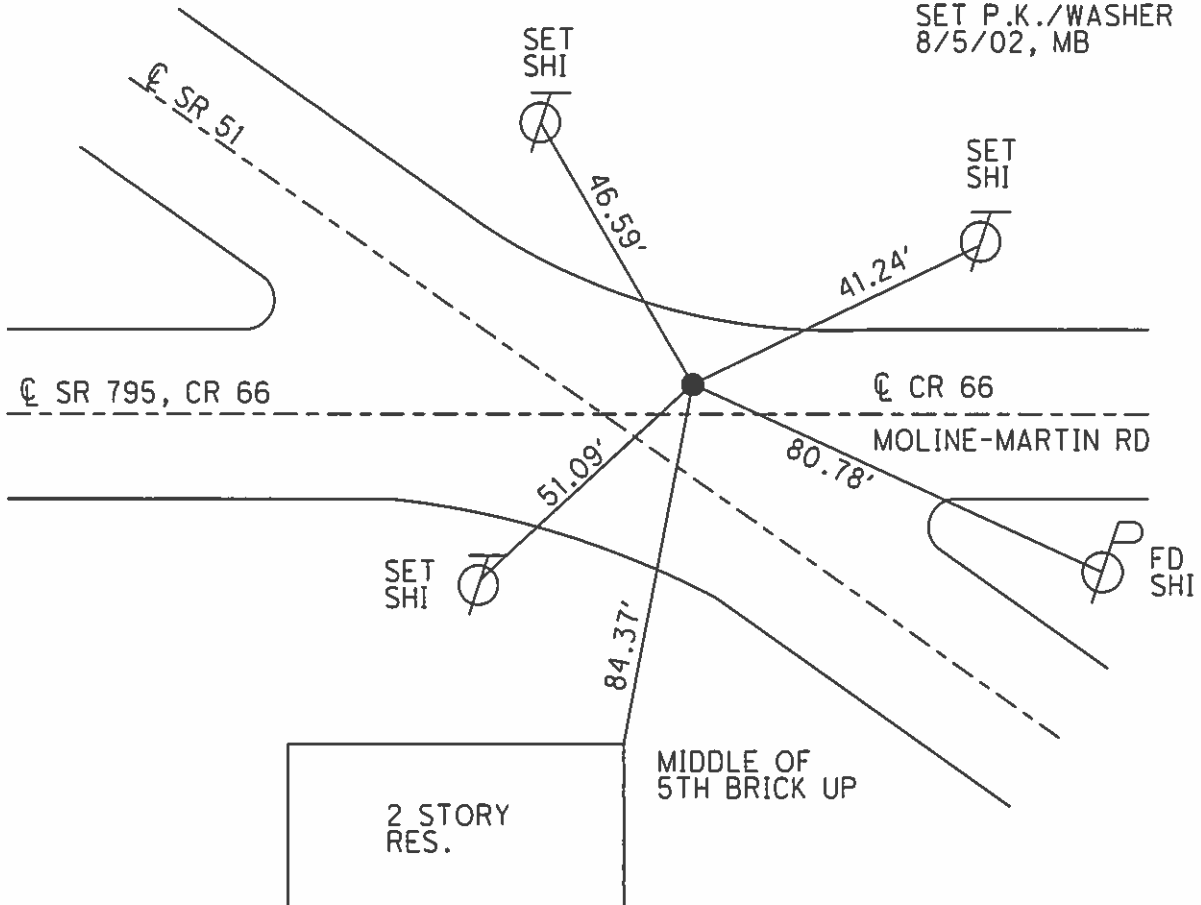 SET P.K./WASHER
8/5/02, MB
SET
SHI
SET
SHI
℄ SR 51
46.59'
41.24'
℄ SR 795, CR 66
℄ CR 66
MOLINE-MARTIN RD
80.78'
51.09'
SET
SHI
FD
SHI
84.37'
MIDDLE OF
5TH BRICK UP
2 STORY
RES.